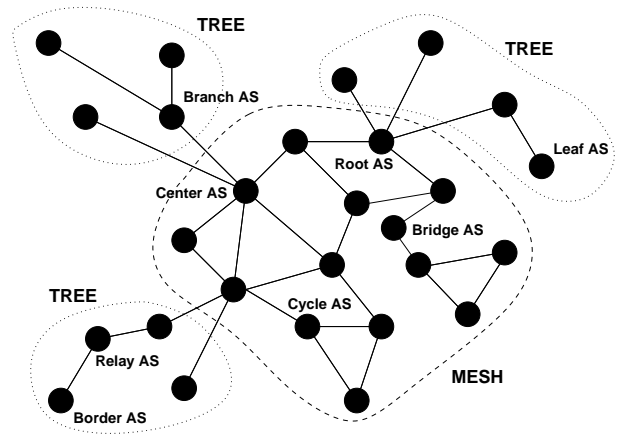 TREE
TREE
Branch AS
Leaf AS
Root AS
Center AS
Bridge AS
TREE
Cycle AS
Relay AS
MESH
Border AS